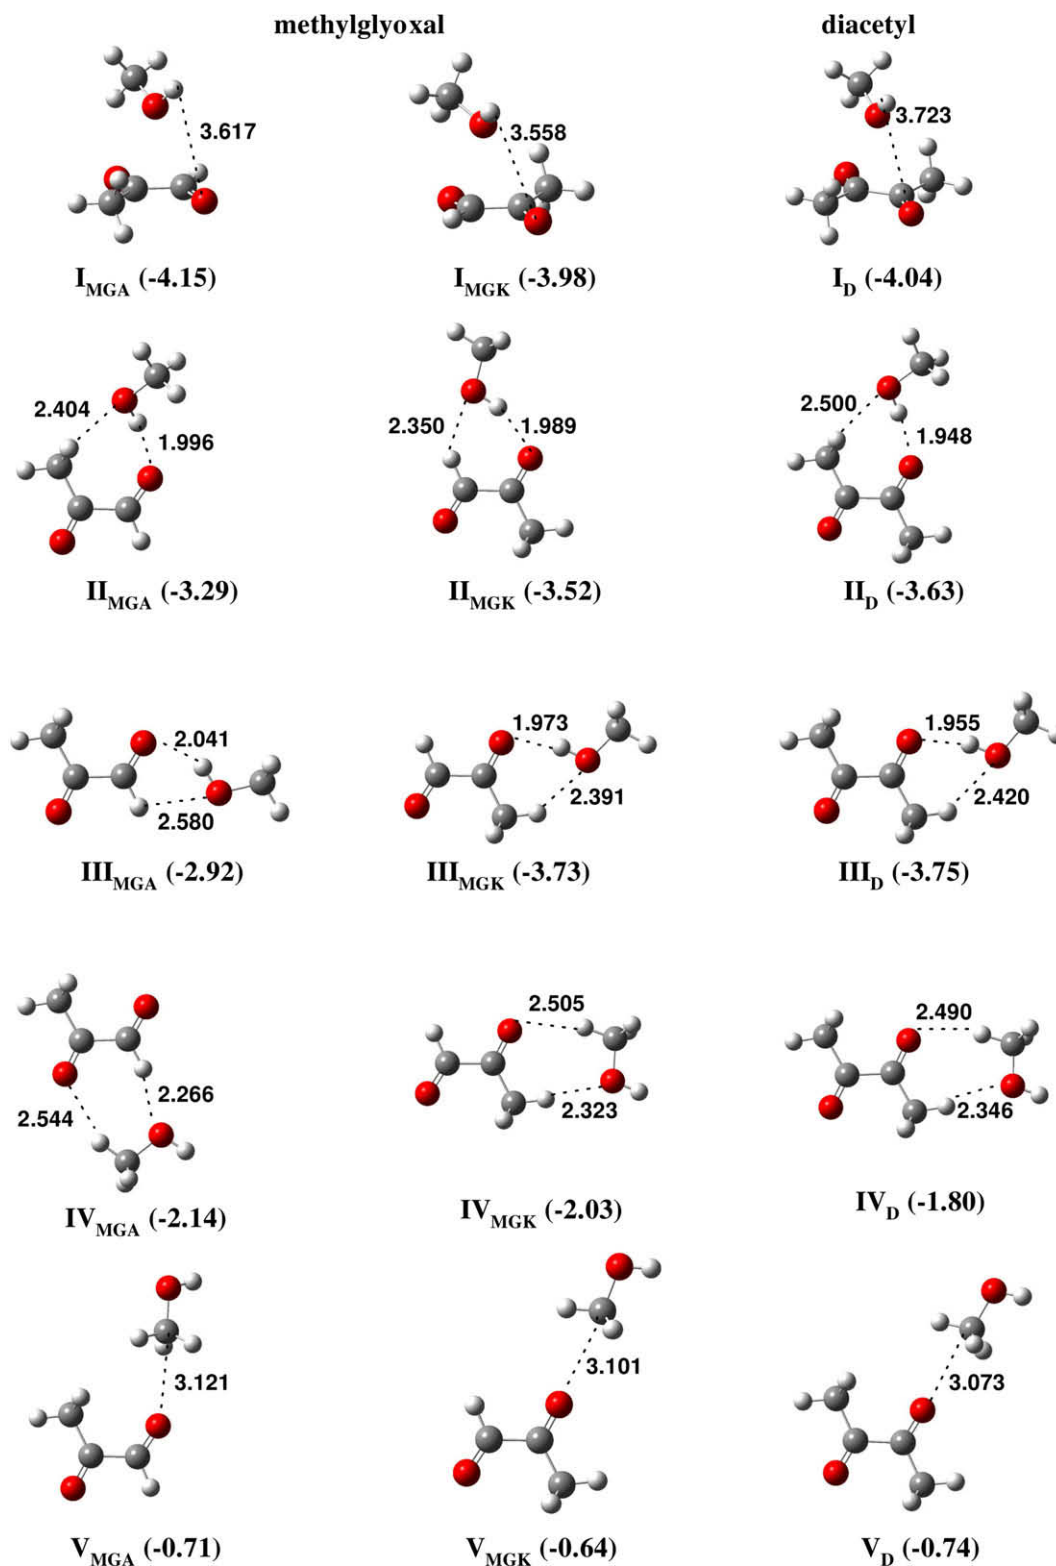 methylglyoxal diacetyl
3.617 3.558 3.723
I_MGA (-4.15) I_MGK (-3.98) I_D (-4.04)
2.404 1.996 2.350 1.989 2.500 1.948
II_MGA (-3.29) II_MGK (-3.52) II_D (-3.63)
2.041 2.580 1.973 2.391 1.955 2.420
III_MGA (-2.92) III_MGK (-3.73) III_D (-3.75)
2.544 2.266 2.505 2.323 2.490 2.346
IV_MGA (-2.14) IV_MGK (-2.03) IV_D (-1.80)
3.121 3.101 3.073
V_MGA (-0.71) V_MGK (-0.64) V_D (-0.74)